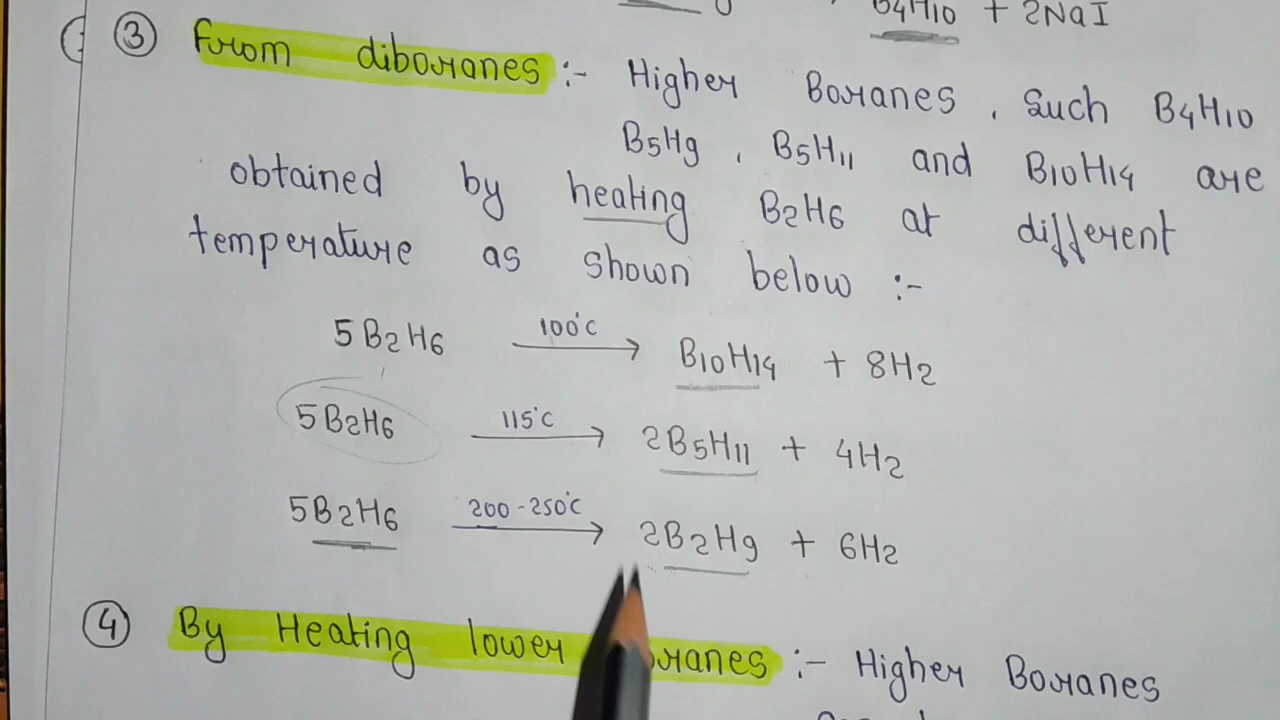 B4H10 + 2NaI
③ From diboranes :- Higher Boranes, Such B4H10
B5H9, B5H11 and B10H14 are
obtained by heating B2H6 at different
temperature as shown below :-
5B2H6 100°C → B10H14 + 8H2
5B2H6 115°C → 2B5H11 + 4H2
5B2H6 200-250°C → 2B2H9 + 6H2
④ By Heating lower oranes :- Higher Boranes